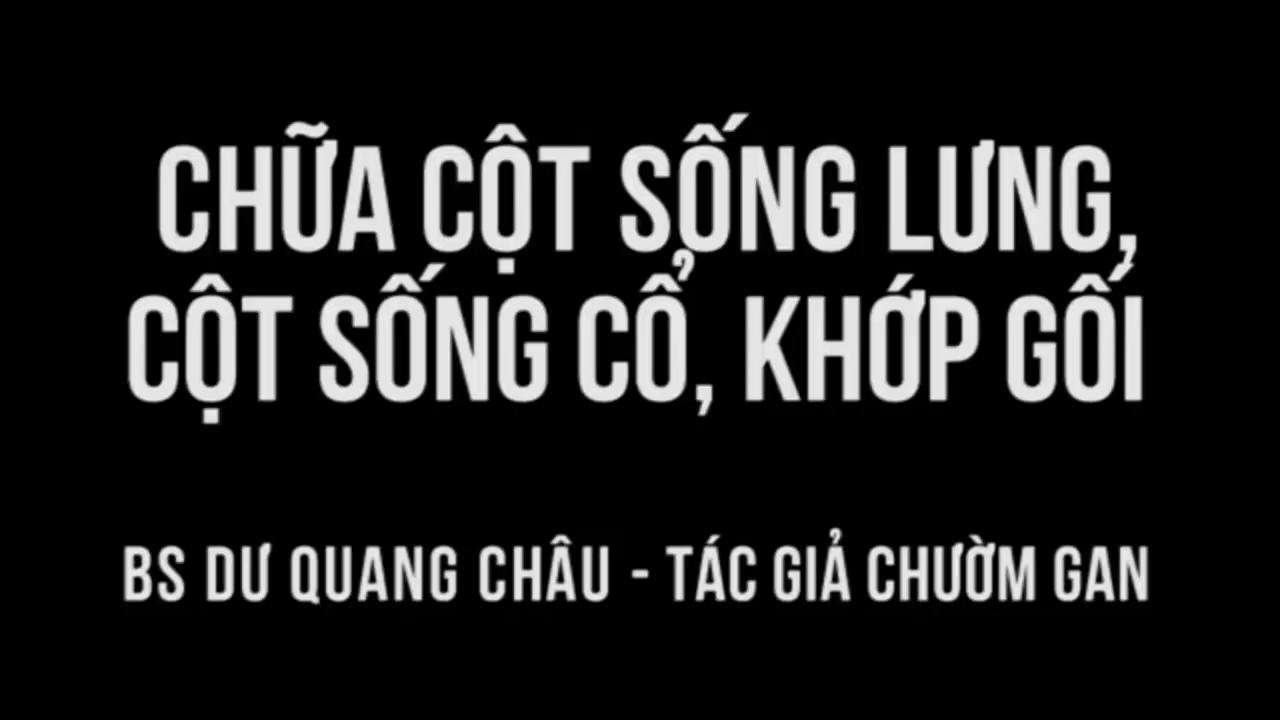 CHỮA CỘT SỐNG LƯNG,
CỘT SỐNG CỔ, KHỚP GỐI
BS DƯ QUANG CHÂU - TÁC GIẢ CHƯỜM GAN